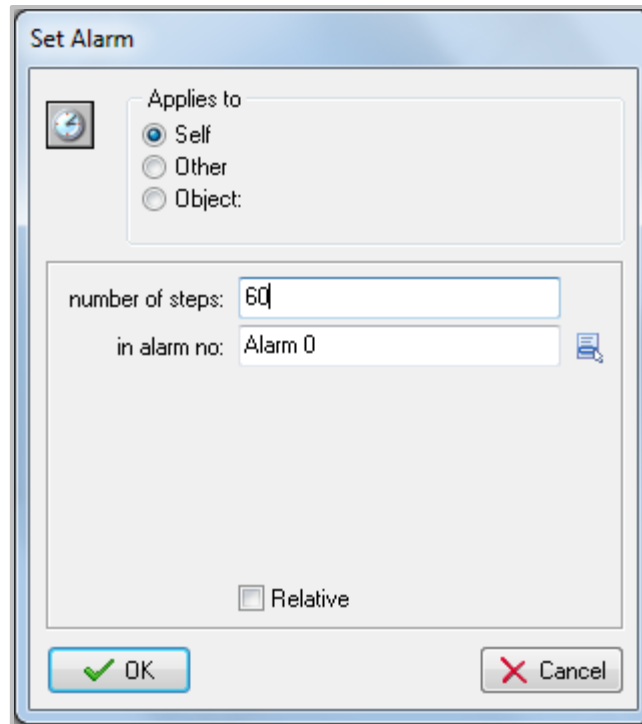 Set Alarm
Applies to
Self
Other
Object:
number of steps: 60
in alarm no: Alarm 0
Relative
OK Cancel